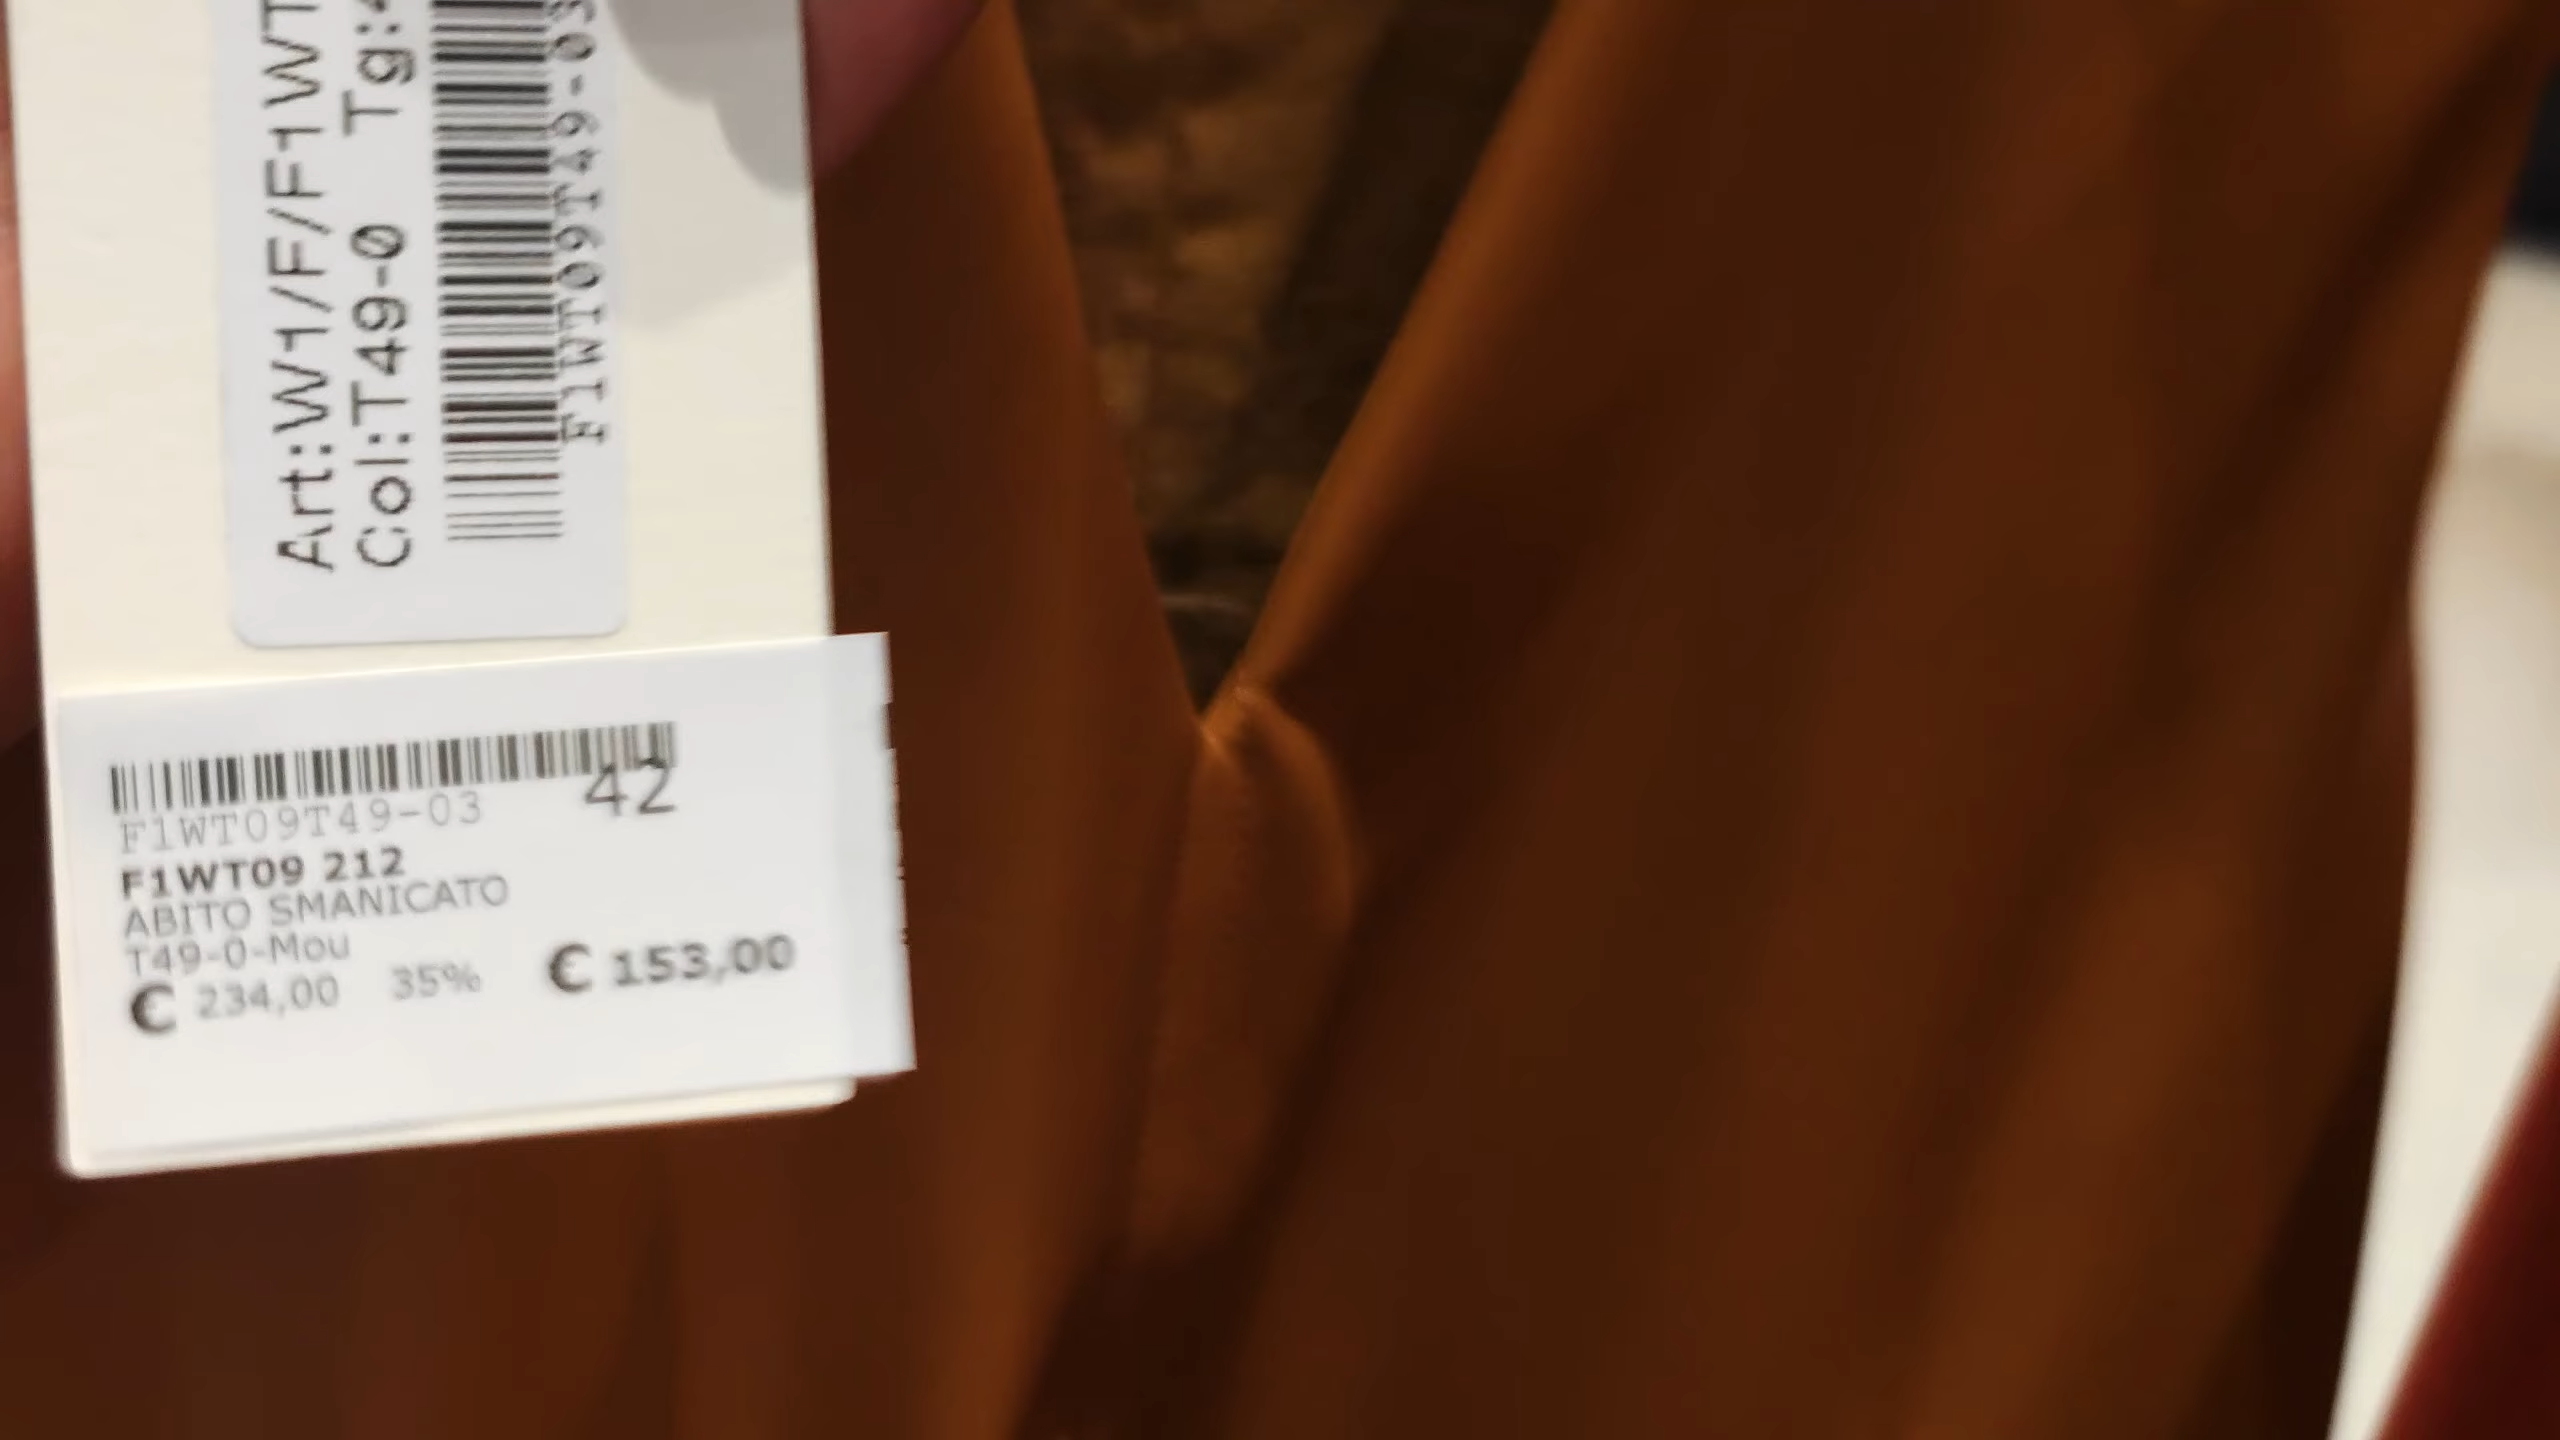 Art:W1/F/F1WT
Col:T49-0 Tg:
F1WT09T49-03
F1WT09T49-03
42
F1WT09 212
ABITO SMANICATO
T49-0-Mou
€ 234,00 35% € 153,00